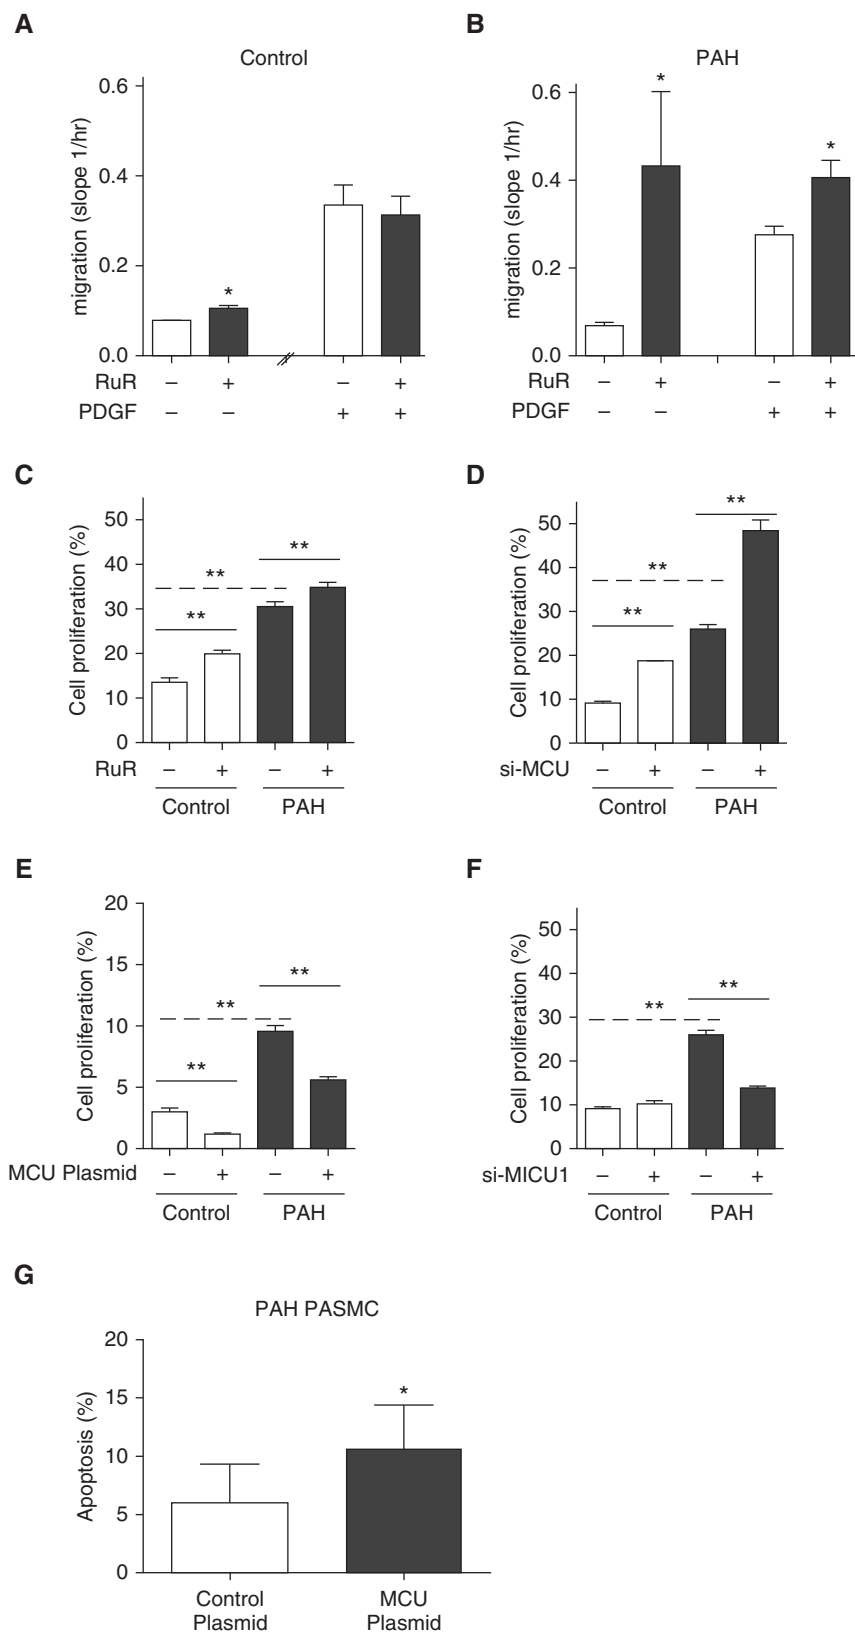 A
Control
migration (slope 1/hr)
0.6
0.4
0.2
0.0
*
RuR − + − +
PDGF − − + +
B
PAH
migration (slope 1/hr)
0.6
0.4
0.2
0.0
*
*
RuR − + − +
PDGF − − + +
C
Cell proliferation (%)
50
40
30
20
10
0
**
**
**
RuR − + − +
Control PAH
D
Cell proliferation (%)
50
40
30
20
10
0
**
**
**
si-MCU − + − +
Control PAH
E
Cell proliferation (%)
20
15
10
5
0
**
**
**
MCU Plasmid − + − +
Control PAH
F
Cell proliferation (%)
50
40
30
20
10
0
**
**
si-MICU1 − + − +
Control PAH
G
PAH PASMC
Apoptosis (%)
20
15
10
5
0
*
Control
Plasmid
MCU
Plasmid